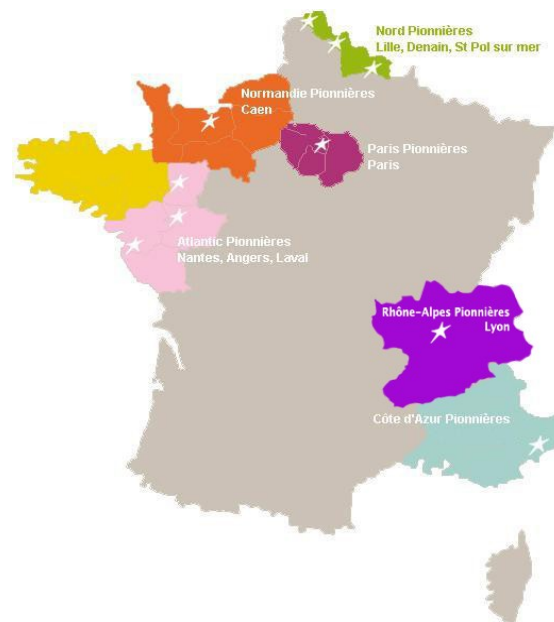 Nord Pionnières
Lille, Denain, St Pol sur mer
Normandie Pionnières
Caen
Paris Pionnières
Paris
Atlantic Pionnières
Nantes, Angers, Laval
Rhône-Alpes Pionnières
Lyon
Côte d'Azur Pionnières